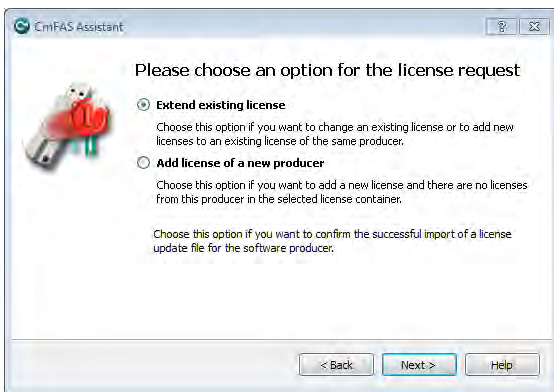 CmFAS Assistant
Please choose an option for the license request
Extend existing license
Choose this option if you want to change an existing license or to add new
licenses to an existing license of the same producer.
Add license of a new producer
Choose this option if you want to add a new license and there are no licenses
from this producer in the selected license container.
Choose this option if you want to confirm the successful import of a license
update file for the software producer.
< Back Next > Help